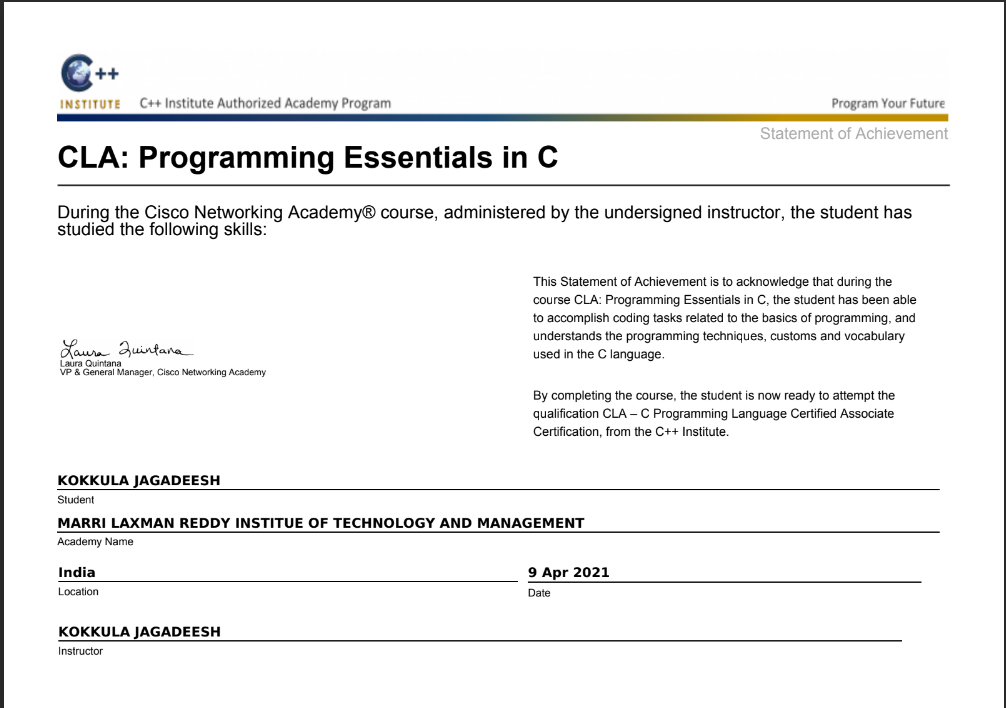 C++
INSTITUTE
C++ Institute Authorized Academy Program
Program Your Future
Statement of Achievement
CLA: Programming Essentials in C
During the Cisco Networking Academy® course, administered by the undersigned instructor, the student has
studied the following skills:
This Statement of Achievement is to acknowledge that during the
course CLA: Programming Essentials in C, the student has been able
to accomplish coding tasks related to the basics of programming, and
understands the programming techniques, customs and vocabulary
used in the C language.
By completing the course, the student is now ready to attempt the
qualification CLA – C Programming Language Certified Associate
Certification, from the C++ Institute.
Laura Quintana
Laura Quintana
VP & General Manager, Cisco Networking Academy
KOKKULA JAGADEESH
Student
MARRI LAXMAN REDDY INSTITUE OF TECHNOLOGY AND MANAGEMENT
Academy Name
India
Location
9 Apr 2021
Date
KOKKULA JAGADEESH
Instructor